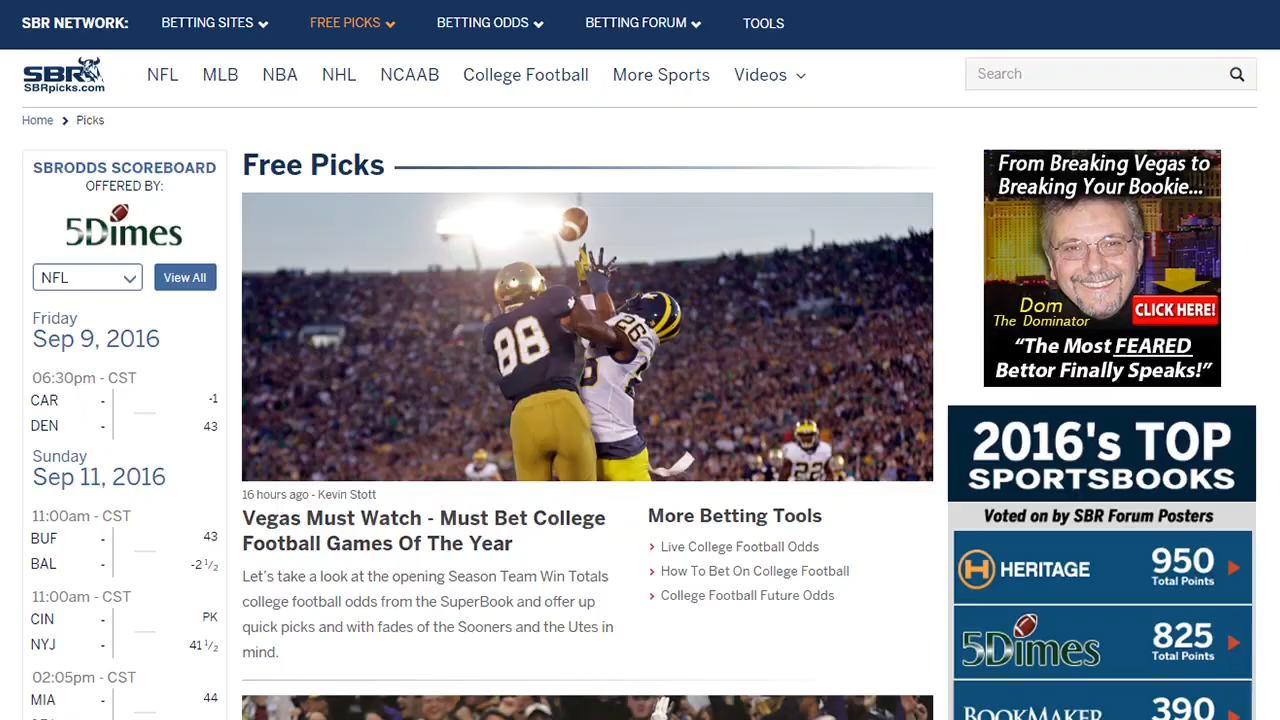 SBR NETWORK: BETTING SITES FREE PICKS BETTING ODDS BETTING FORUM TOOLS
SBR
SBRpicks.com
NFL MLB NBA NHL NCAAB College Football More Sports Videos
Search
Home Picks
SBRODDS SCOREBOARD
OFFERED BY:
5Dimes
NFL View All
Friday
Sep 9, 2016
06:30pm - CST
CAR - -1
DEN - 43
Sunday
Sep 11, 2016
11:00am - CST
BUF - 43
BAL - -2 1/2
11:00am - CST
CIN - PK
NYJ - 41 1/2
02:05pm - CST
MIA - 44
Free Picks
88
26
22
16 hours ago - Kevin Stott
Vegas Must Watch - Must Bet College
Football Games Of The Year
Let's take a look at the opening Season Team Win Totals
college football odds from the SuperBook and offer up
quick picks and with fades of the Sooners and the Utes in
mind.
More Betting Tools
Live College Football Odds
How To Bet On College Football
College Football Future Odds
From Breaking Vegas to
Breaking Your Bookie...
Dom
The Dominator
CLICK HERE!
“The Most FEARED
Bettor Finally Speaks!”
2016's TOP
SPORTSBOOKS
Voted on by SBR Forum Posters
H HERITAGE 950
Total Points
5Dimes 825
Total Points
BOOKMAKER 390